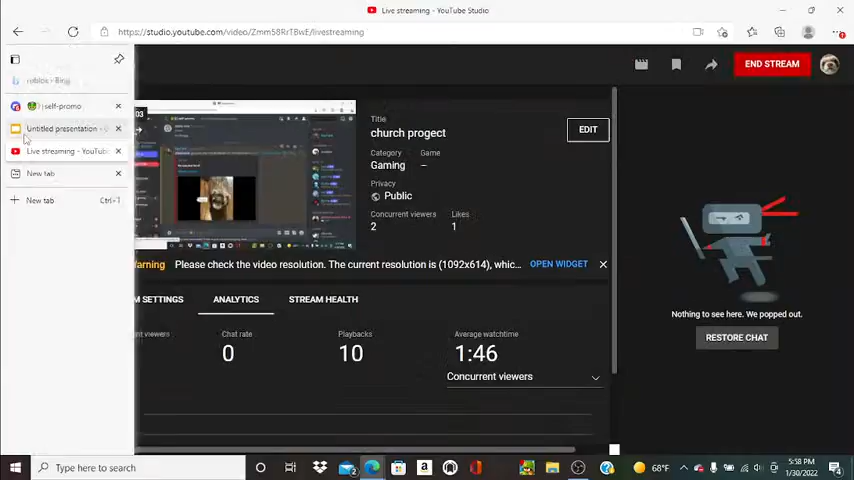 Live streaming - YouTube Studio
https://studio.youtube.com/video/Zmm58RrTBwE/livestreaming
roblox - Bing
self-promo
Untitled presentation -
Live streaming - YouTub
New tab
New tab Ctrl+T
END STREAM
Title
church progect
EDIT
Category Game
Gaming –
Privacy
Public
Concurrent viewers Likes
2 1
arning Please check the video resolution. The current resolution is (1092x614), whic... OPEN WIDGET
M SETTINGS ANALYTICS STREAM HEALTH
nt viewers Chat rate Playbacks Average watchtime
0 10 1:46
Concurrent viewers
Nothing to see here. We popped out.
RESTORE CHAT
Type here to search
68°F
5:58 PM
1/30/2022